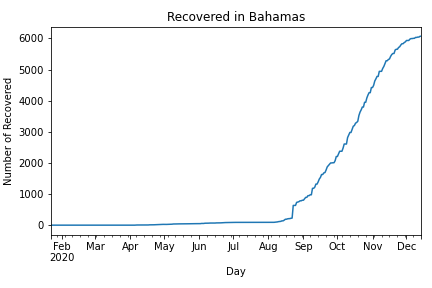 Recovered in Bahamas
Number of Recovered
6000
5000
4000
3000
2000
1000
0
Feb Mar Apr May Jun Jul Aug Sep Oct Nov Dec
2020
Day